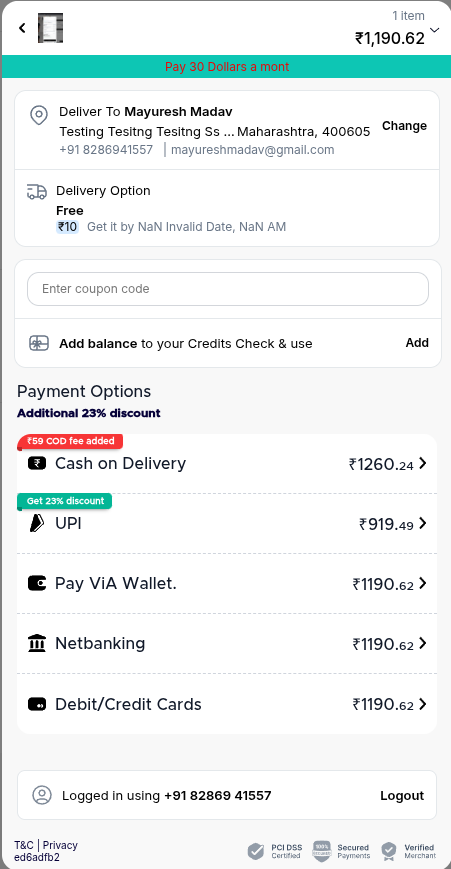 1 item
₹1,190.62
Pay 30 Dollars a mont
Deliver To Mayuresh Madav
Testing Tesitng Tesitng Ss ... Maharashtra, 400605
Change
+91 8286941557 | mayureshmadav@gmail.com
Delivery Option
Free
₹10 Get it by NaN Invalid Date, NaN AM
Enter coupon code
Add balance to your Credits Check & use
Add
Payment Options
Additional 23% discount
₹59 COD fee added
Cash on Delivery ₹1260.24
Get 23% discount
UPI ₹919.49
Pay ViA Wallet. ₹1190.62
Netbanking ₹1190.62
Debit/Credit Cards ₹1190.62
Logged in using +91 82869 41557 Logout
T&C | Privacy
ed6adfb2
PCI DSS
Certified
100%
Secured
Payments
Verified
Merchant